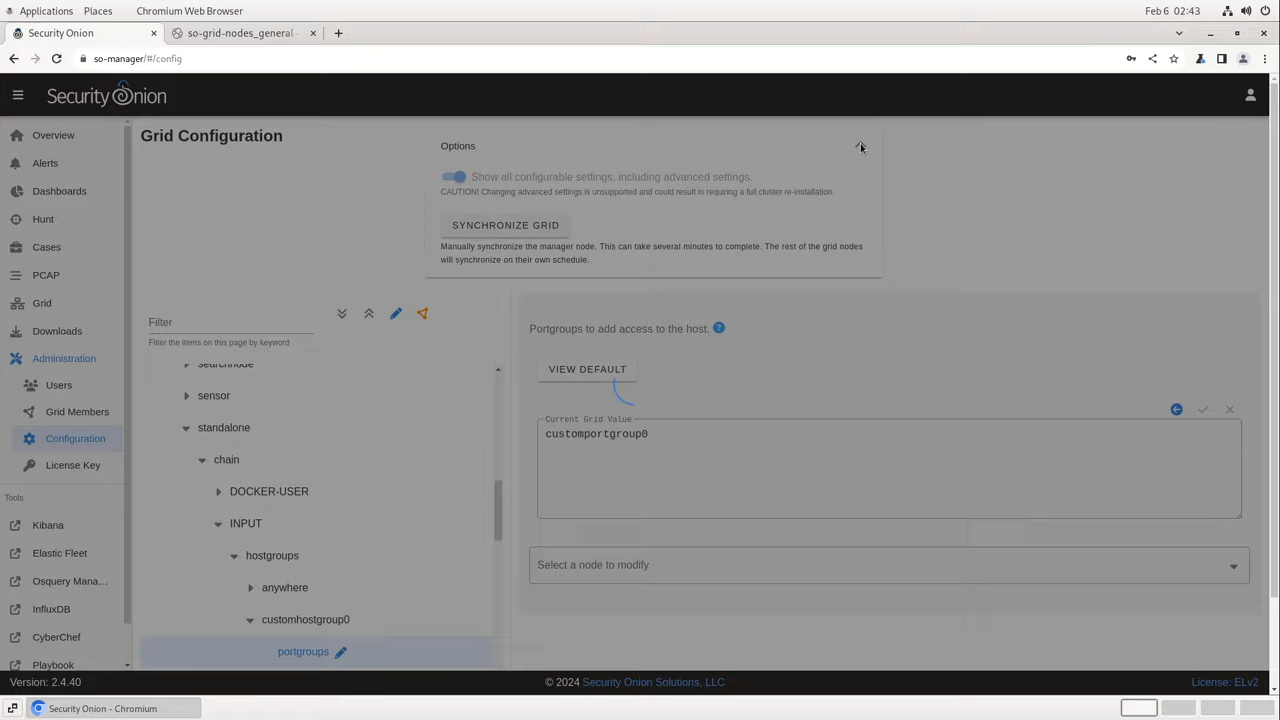 Applications Places Chromium Web Browser Feb 6 02:43
Security Onion so-grid-nodes_general
so-manager/#/config
Security Onion
Grid Configuration
Options
Show all configurable settings, including advanced settings.
CAUTION! Changing advanced settings is unsupported and could result in requiring a full cluster re-installation.
SYNCHRONIZE GRID
Manually synchronize the manager node. This can take several minutes to complete. The rest of the grid nodes
will synchronize on their own schedule.
Overview
Alerts
Dashboards
Hunt
Cases
PCAP
Grid
Downloads
Administration
Users
Grid Members
Configuration
License Key
Tools
Kibana
Elastic Fleet
Osquery Mana...
InfluxDB
CyberChef
Playbook
Filter
Filter the items on this page by keyword
searchnode
sensor
standalone
chain
DOCKER-USER
INPUT
hostgroups
anywhere
customhostgroup0
portgroups
Portgroups to add access to the host.
VIEW DEFAULT
Current Grid Value
customportgroup0
Select a node to modify
Version: 2.4.40 © 2024 Security Onion Solutions, LLC License: ELv2
Security Onion - Chromium